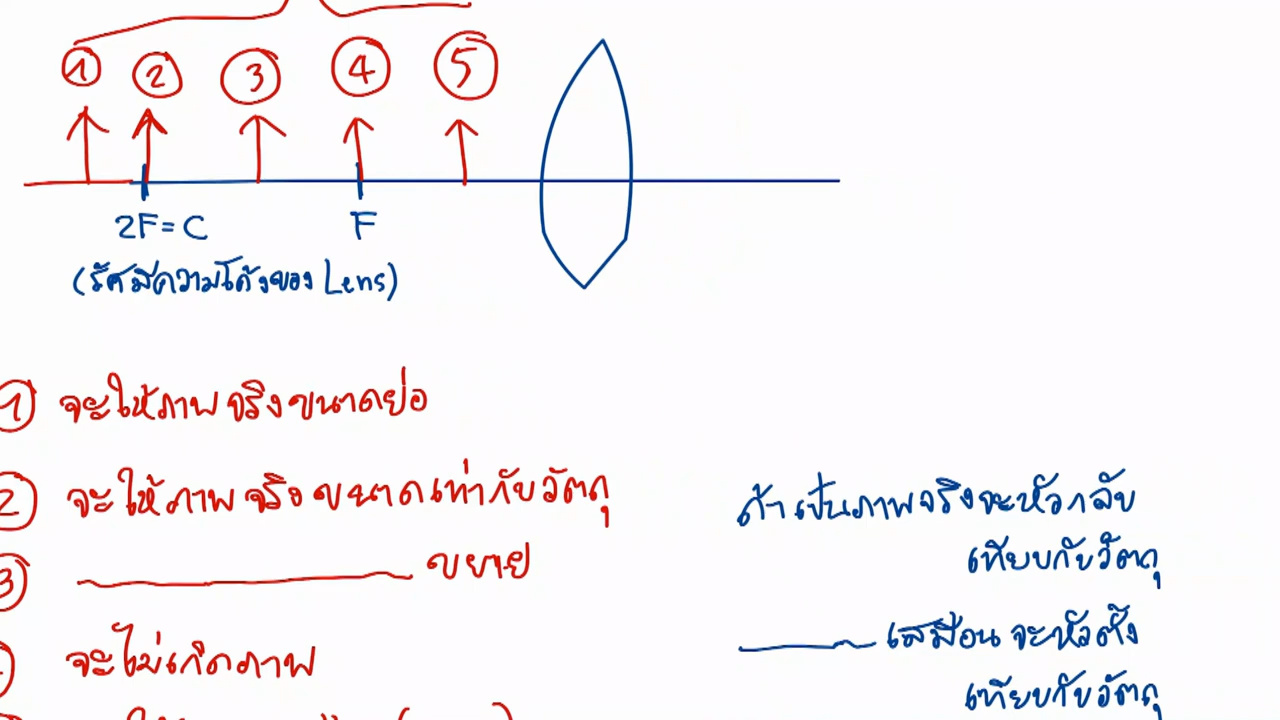 ① ② ③ ④ ⑤
2F = C F
(รัศมีความโค้งของ Lens)
① จะให้ภาพจริงขนาดย่อ
② จะให้ภาพจริงขนาดเท่ากับวัตถุ
③ ขยาย
จะไม่เกิดภาพ
ถ้าเป็นภาพจริงจะหัวกลับ
เทียบกับวัตถุ
เสมือนจะหัวตั้ง
เทียบกับวัตถุ